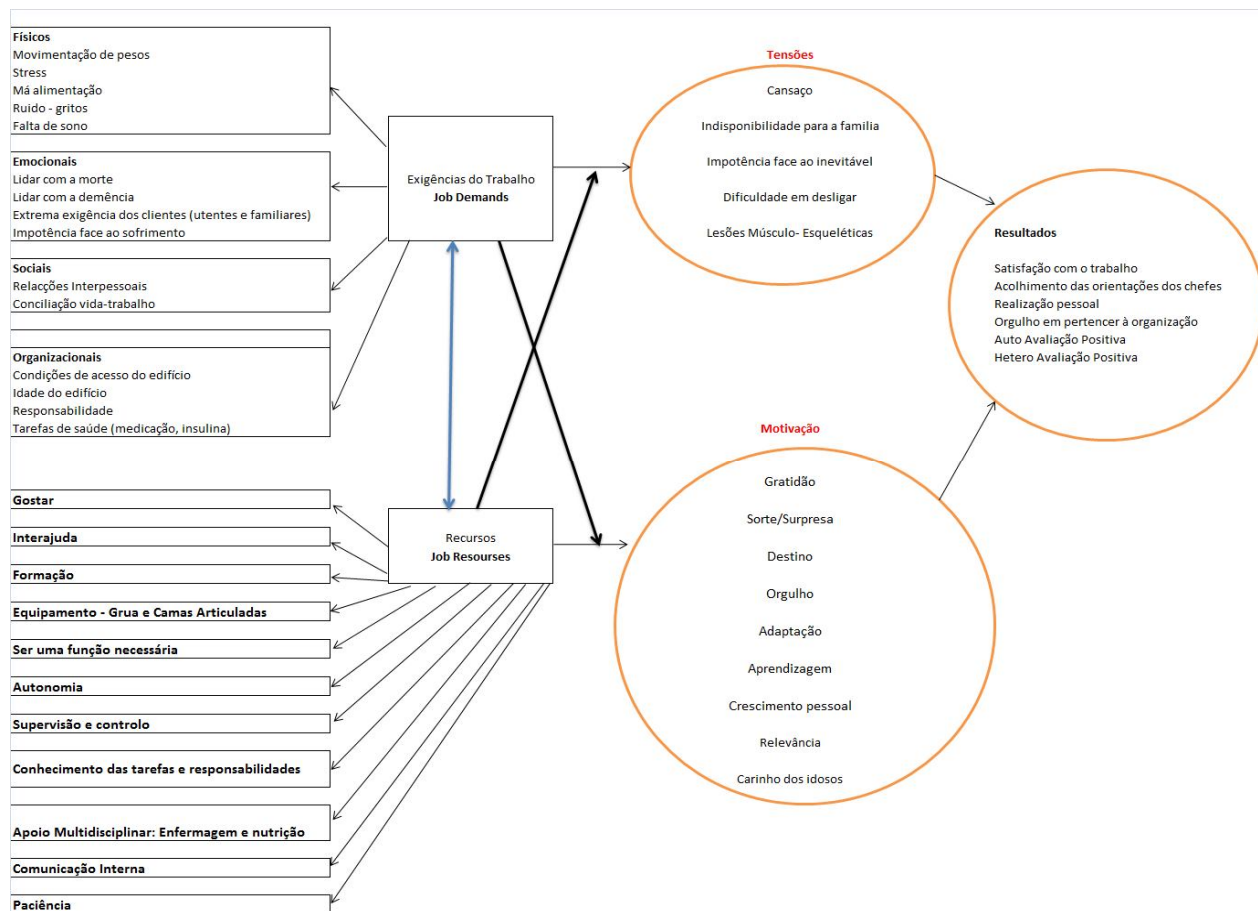 Físicos
Movimentação de pesos
Stress
Má alimentação
Ruido - gritos
Falta de sono
Emocionais
Lidar com a morte
Lidar com a demência
Extrema exigência dos clientes (utentes e familiares)
Impotência face ao sofrimento
Sociais
Relacções Interpessoais
Conciliação vida-trabalho
Organizacionais
Condições de acesso do edifício
Idade do edifício
Responsabilidade
Tarefas de saúde (medicação, insulina)
Gostar
Interajuda
Formação
Equipamento - Grua e Camas Articuladas
Ser uma função necessária
Autonomia
Supervisão e controlo
Conhecimento das tarefas e responsabilidades
Apoio Multidisciplinar: Enfermagem e nutrição
Comunicação Interna
Paciência
Exigências do Trabalho
Job Demands
Recursos
Job Resourses
Tensões
Cansaço
Indisponibilidade para a familia
Impotência face ao inevitável
Dificuldade em desligar
Lesões Músculo- Esqueléticas
Motivação
Gratidão
Sorte/Surpresa
Destino
Orgulho
Adaptação
Aprendizagem
Crescimento pessoal
Relevância
Carinho dos idosos
Resultados
Satisfação com o trabalho
Acolhimento das orientações dos chefes
Realização pessoal
Orgulho em pertencer à organização
Auto Avaliação Positiva
Hetero Avaliação Positiva